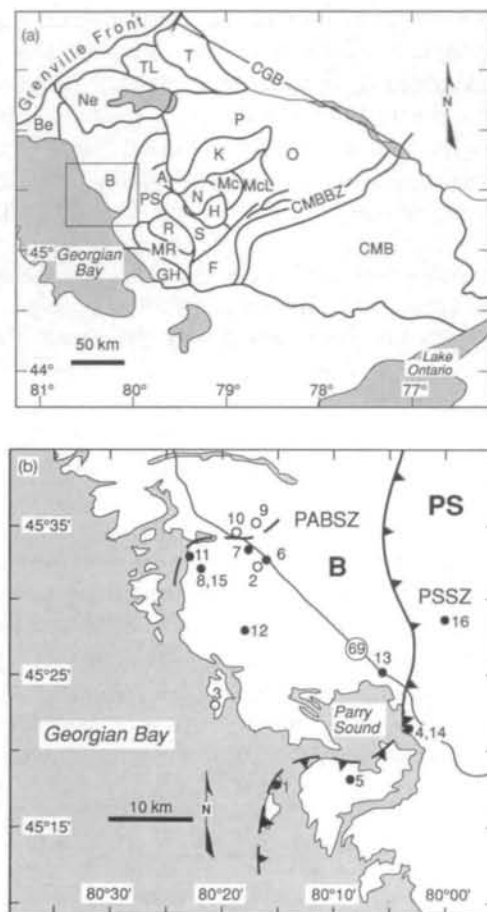 (a)
Grenville Front
CGB
T
TL
Ne
N
Be
P
K
O
B
A
Mc
McL
PS
N
H
CMBBZ
R
S
45°
Georgian Bay
MR
CMB
GH
F
50 km
44°
Lake Ontario
81°
80°
79°
78°
77°
(b)
PS
45°35'
10
9
PABSZ
7
6
B
11
2
8,15
PSSZ
16
12
69
13
45°25'
3
Parry Sound
4,14
Georgian Bay
5
1
10 km
N
45°15'
80°30'
80°20'
80°10'
80°00'